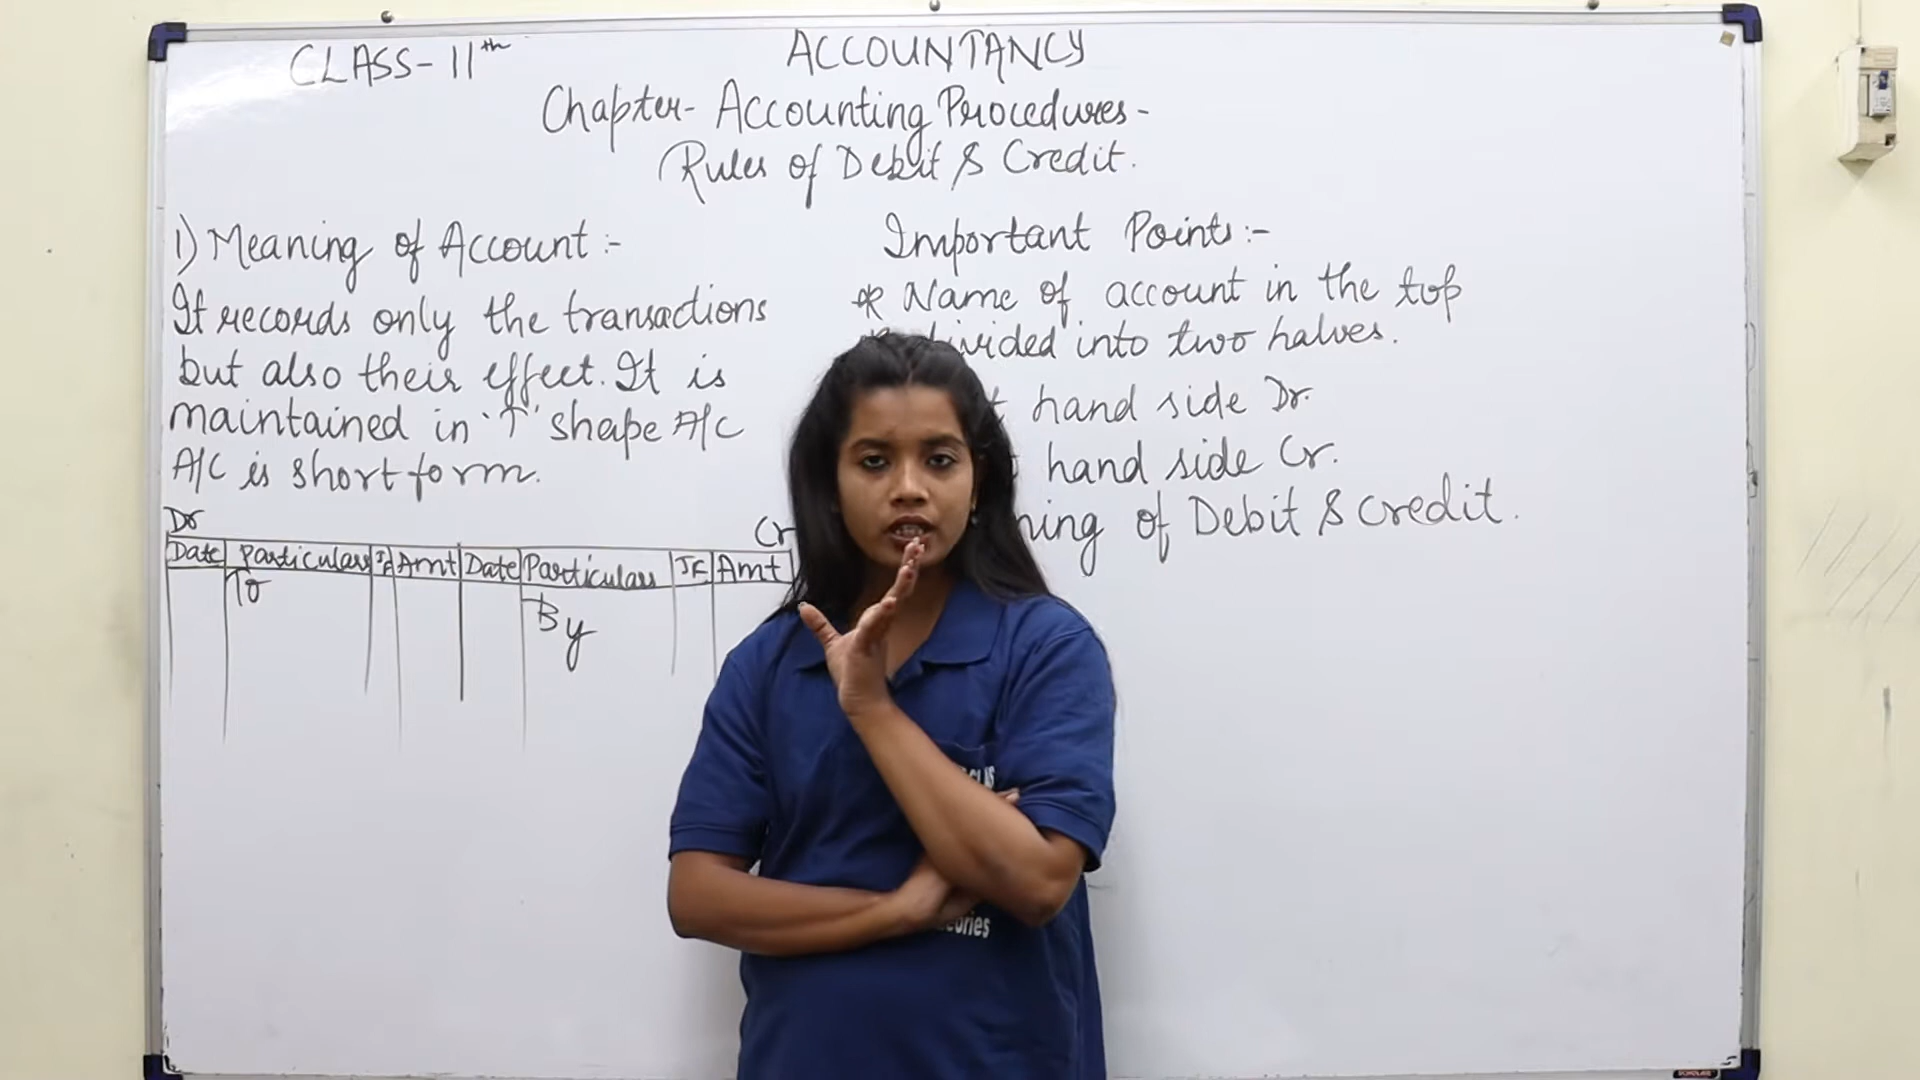 CLASS-11th
ACCOUNTANCY
Chapter- Accounting Procedures-
Rules of Debit & Credit.
1) Meaning of Account :-
It records only the transactions
but also their effect. It is
maintained in 'T' shape A/C
A/C is short form.
Dr Cr
Date Particulars JF Amt Date Particulars JF Amt
To
By
Important Points :-
* Name of account in the top
divided into two halves.
hand side Dr.
hand side Cr.
of Debit & Credit.